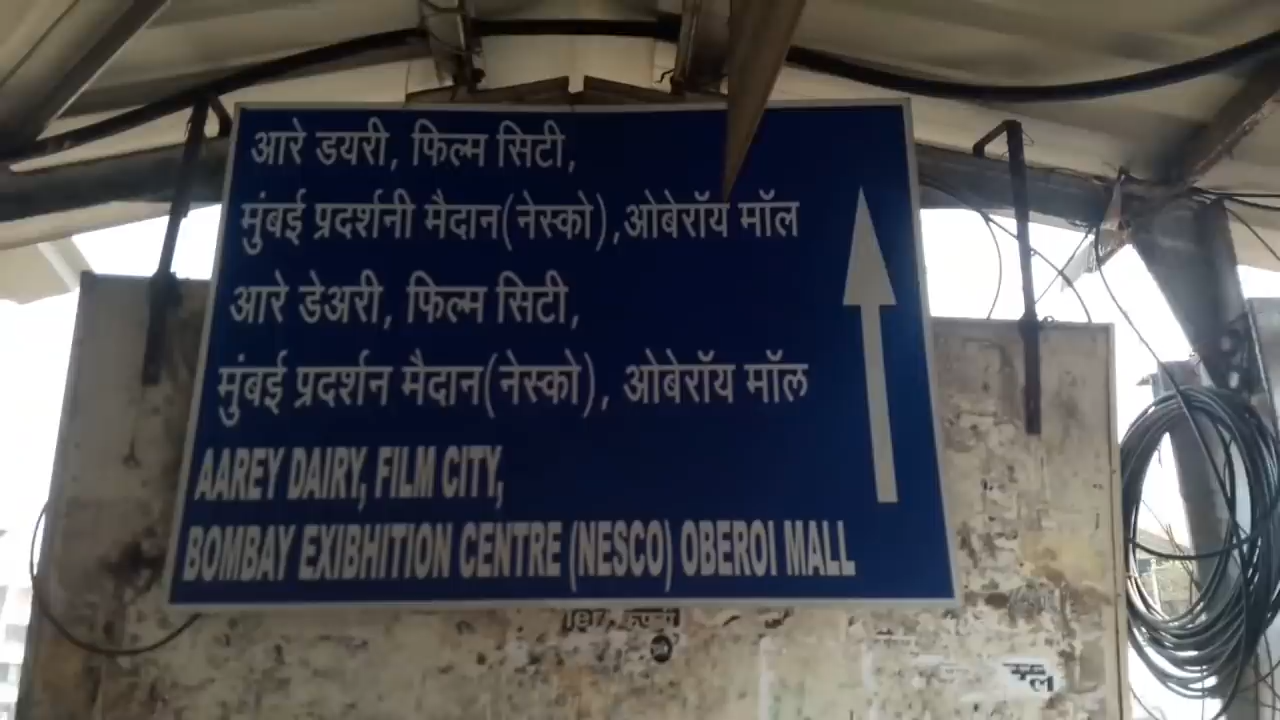 आरे डयरी, फिल्म सिटी,
मुंबई प्रदर्शनी मैदान(नेस्को),ओबेरॉय मॉल
आरे डेअरी, फिल्म सिटी,
मुंबई प्रदर्शन मैदान(नेस्को), ओबेरॉय मॉल
AAREY DAIRY, FILM CITY,
BOMBAY EXIBHITION CENTRE (NESCO) OBEROI MALL